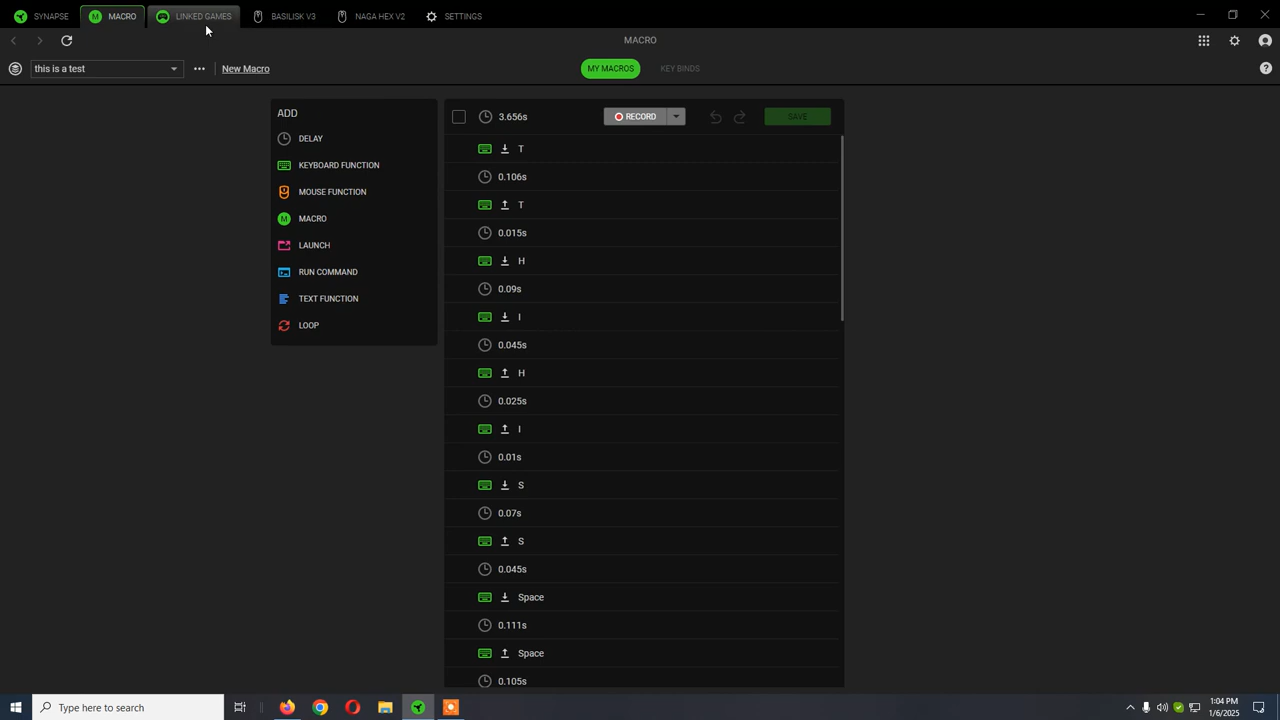 SYNAPSE MACRO LINKED GAMES BASILISK V3 NAGA HEX V2 SETTINGS
MACRO
this is a test New Macro MY MACROS KEY BINDS
ADD
DELAY
KEYBOARD FUNCTION
MOUSE FUNCTION
MACRO
LAUNCH
RUN COMMAND
TEXT FUNCTION
LOOP
3.656s RECORD SAVE
T
0.106s
T
0.015s
H
0.09s
I
0.045s
H
0.025s
I
0.01s
S
0.07s
S
0.045s
Space
0.111s
Space
0.105s
Type here to search
1:04 PM
1/6/2025